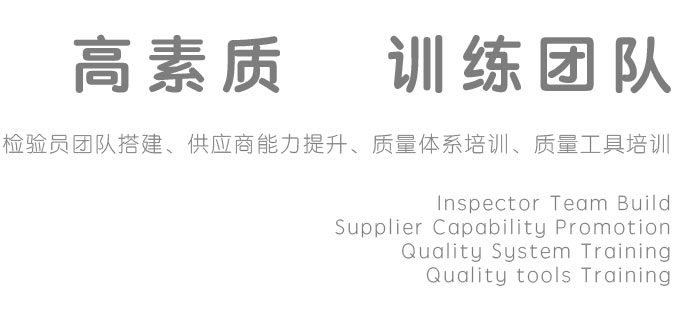 高素质 训练团队
检验员团队搭建、供应商能力提升、质量体系培训、质量工具培训
Inspector Team Build
Supplier Capability Promotion
Quality System Training
Quality tools Training